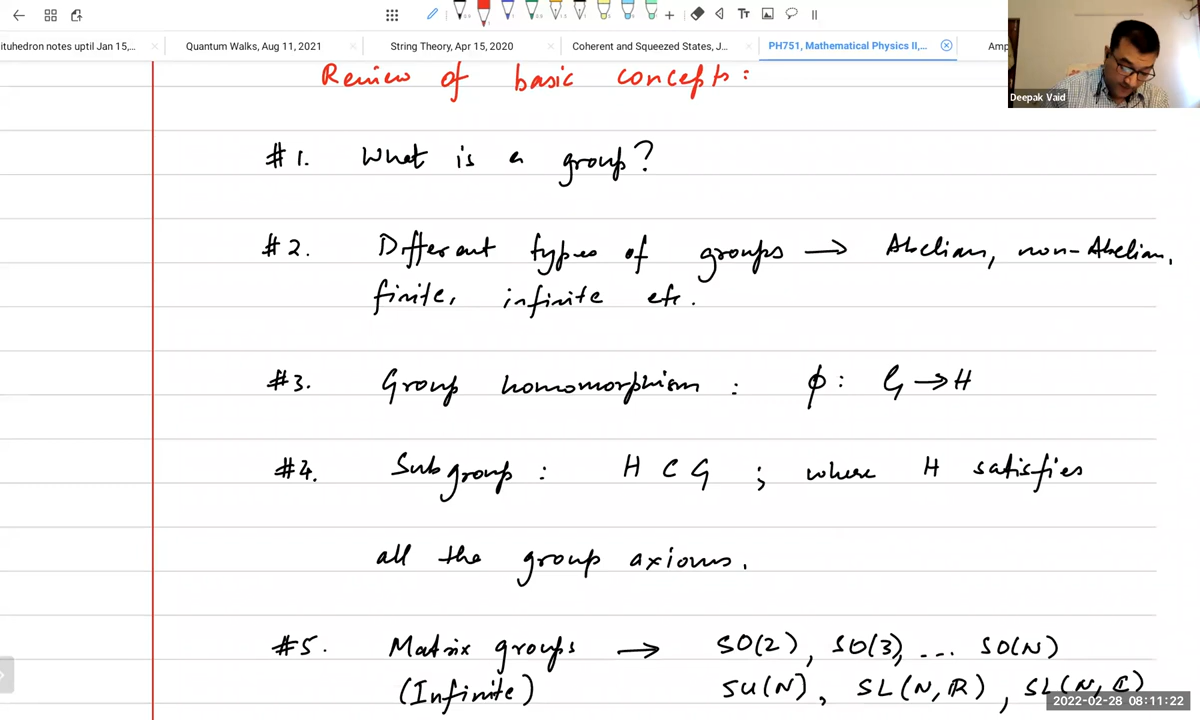 ituhedron notes uptil Jan 15,... Quantum Walks, Aug 11, 2021 String Theory, Apr 15, 2020 Coherent and Squeezed States, J... PH751, Mathematical Physics II,... Amp
Deepak Vaid
Review of basic concepts:
#1. What is a group?
#2. Different types of groups → Abelian, non-Abelian,
finite, infinite etc.
#3. Group homomorphism : ϕ: G → H
#4. Subgroup : H ⊂ G ; where H satisfies
all the group axioms.
#5. Matrix groups → SO(2), SO(3), ... SO(N)
(Infinite) SU(N), SL(N, ℝ), SL(N, ℂ)
2022-02-28 08:11:22